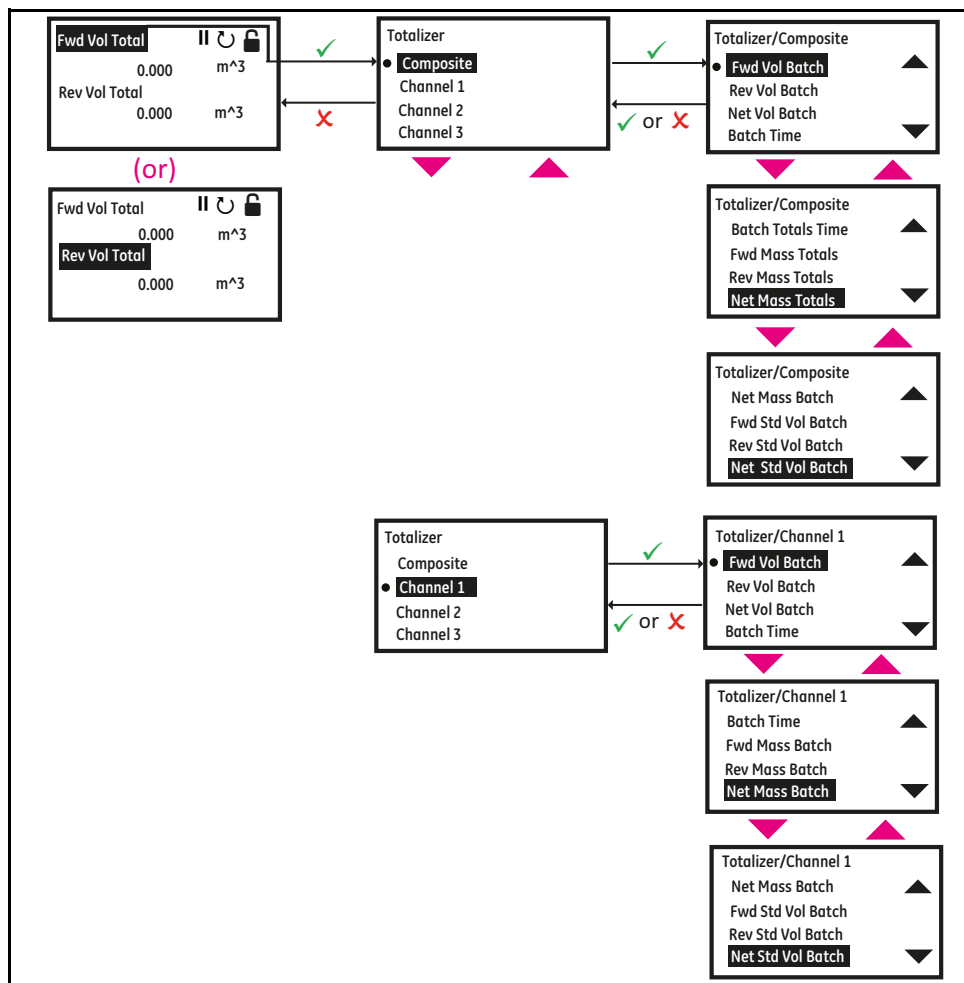 Fwd Vol Total
0.000 m^3
Rev Vol Total
0.000 m^3
(or)
Fwd Vol Total
0.000 m^3
Rev Vol Total
0.000 m^3
Totalizer
Composite
Channel 1
Channel 2
Channel 3
✓ or ✗
Totalizer/Composite
Fwd Vol Batch
Rev Vol Batch
Net Vol Batch
Batch Time
Totalizer/Composite
Batch Totals Time
Fwd Mass Totals
Rev Mass Totals
Net Mass Totals
Totalizer/Composite
Net Mass Batch
Fwd Std Vol Batch
Rev Std Vol Batch
Net Std Vol Batch
Totalizer
Composite
Channel 1
Channel 2
Channel 3
✓ or ✗
Totalizer/Channel 1
Fwd Vol Batch
Rev Vol Batch
Net Vol Batch
Batch Time
Totalizer/Channel 1
Batch Time
Fwd Mass Batch
Rev Mass Batch
Net Mass Batch
Totalizer/Channel 1
Net Mass Batch
Fwd Std Vol Batch
Rev Std Vol Batch
Net Std Vol Batch